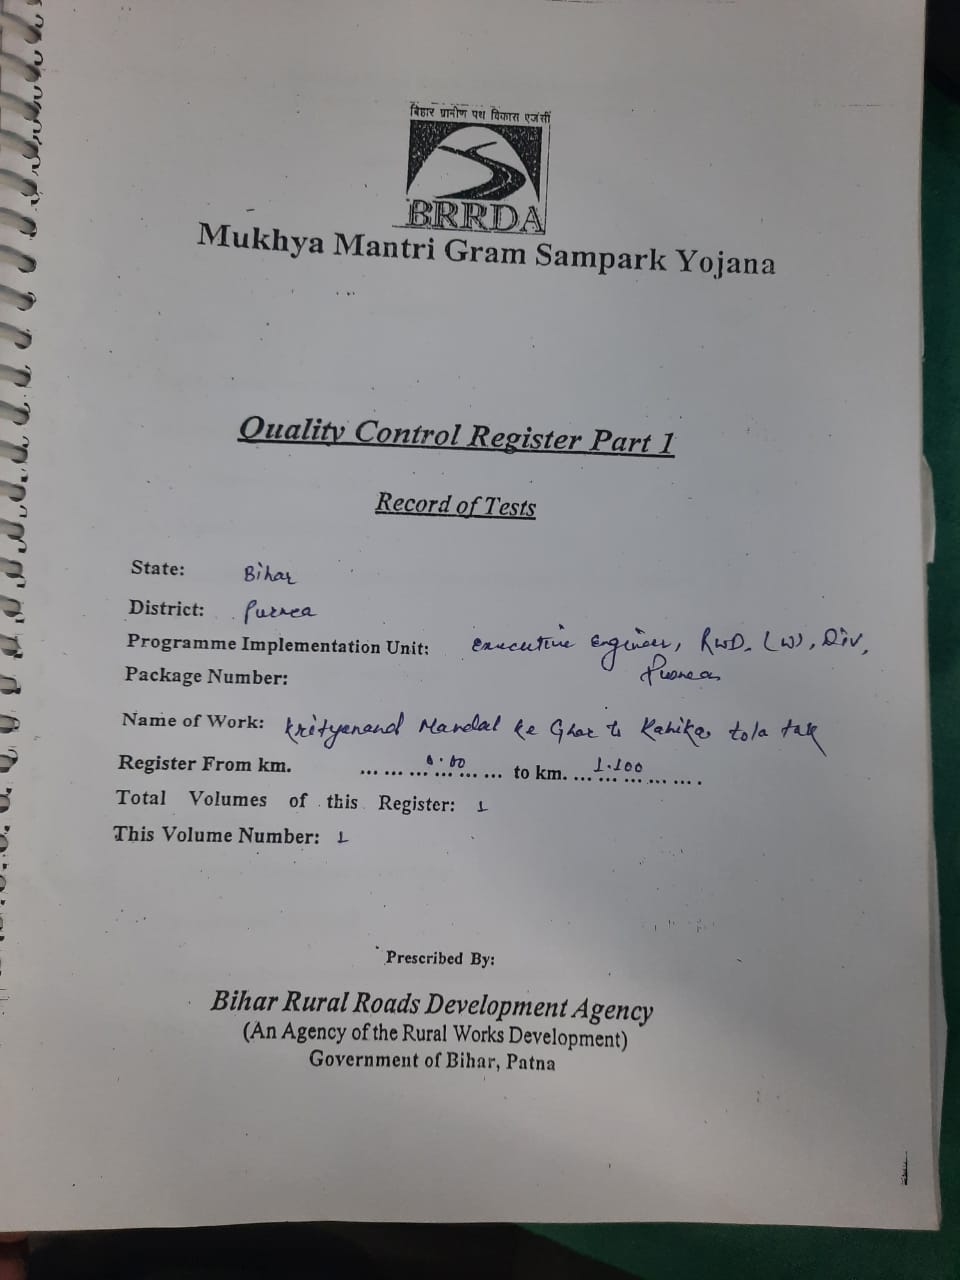 बिहार ग्रामीण पथ विकास एजेंसी
BRRDA
Mukhya Mantri Gram Sampark Yojana
Quality Control Register Part 1
Record of Tests
State: Bihar
District: Purnea
Programme Implementation Unit: Executive Engineer, RWD, (W), Div,
Purnea
Package Number:
Name of Work: Krityanand Mandal ke Ghar to Kahika tola tak
Register From km. 0.00 to km. 1.100
Total Volumes of this Register: 1
This Volume Number: 1
Prescribed By:
Bihar Rural Roads Development Agency
(An Agency of the Rural Works Development)
Government of Bihar, Patna